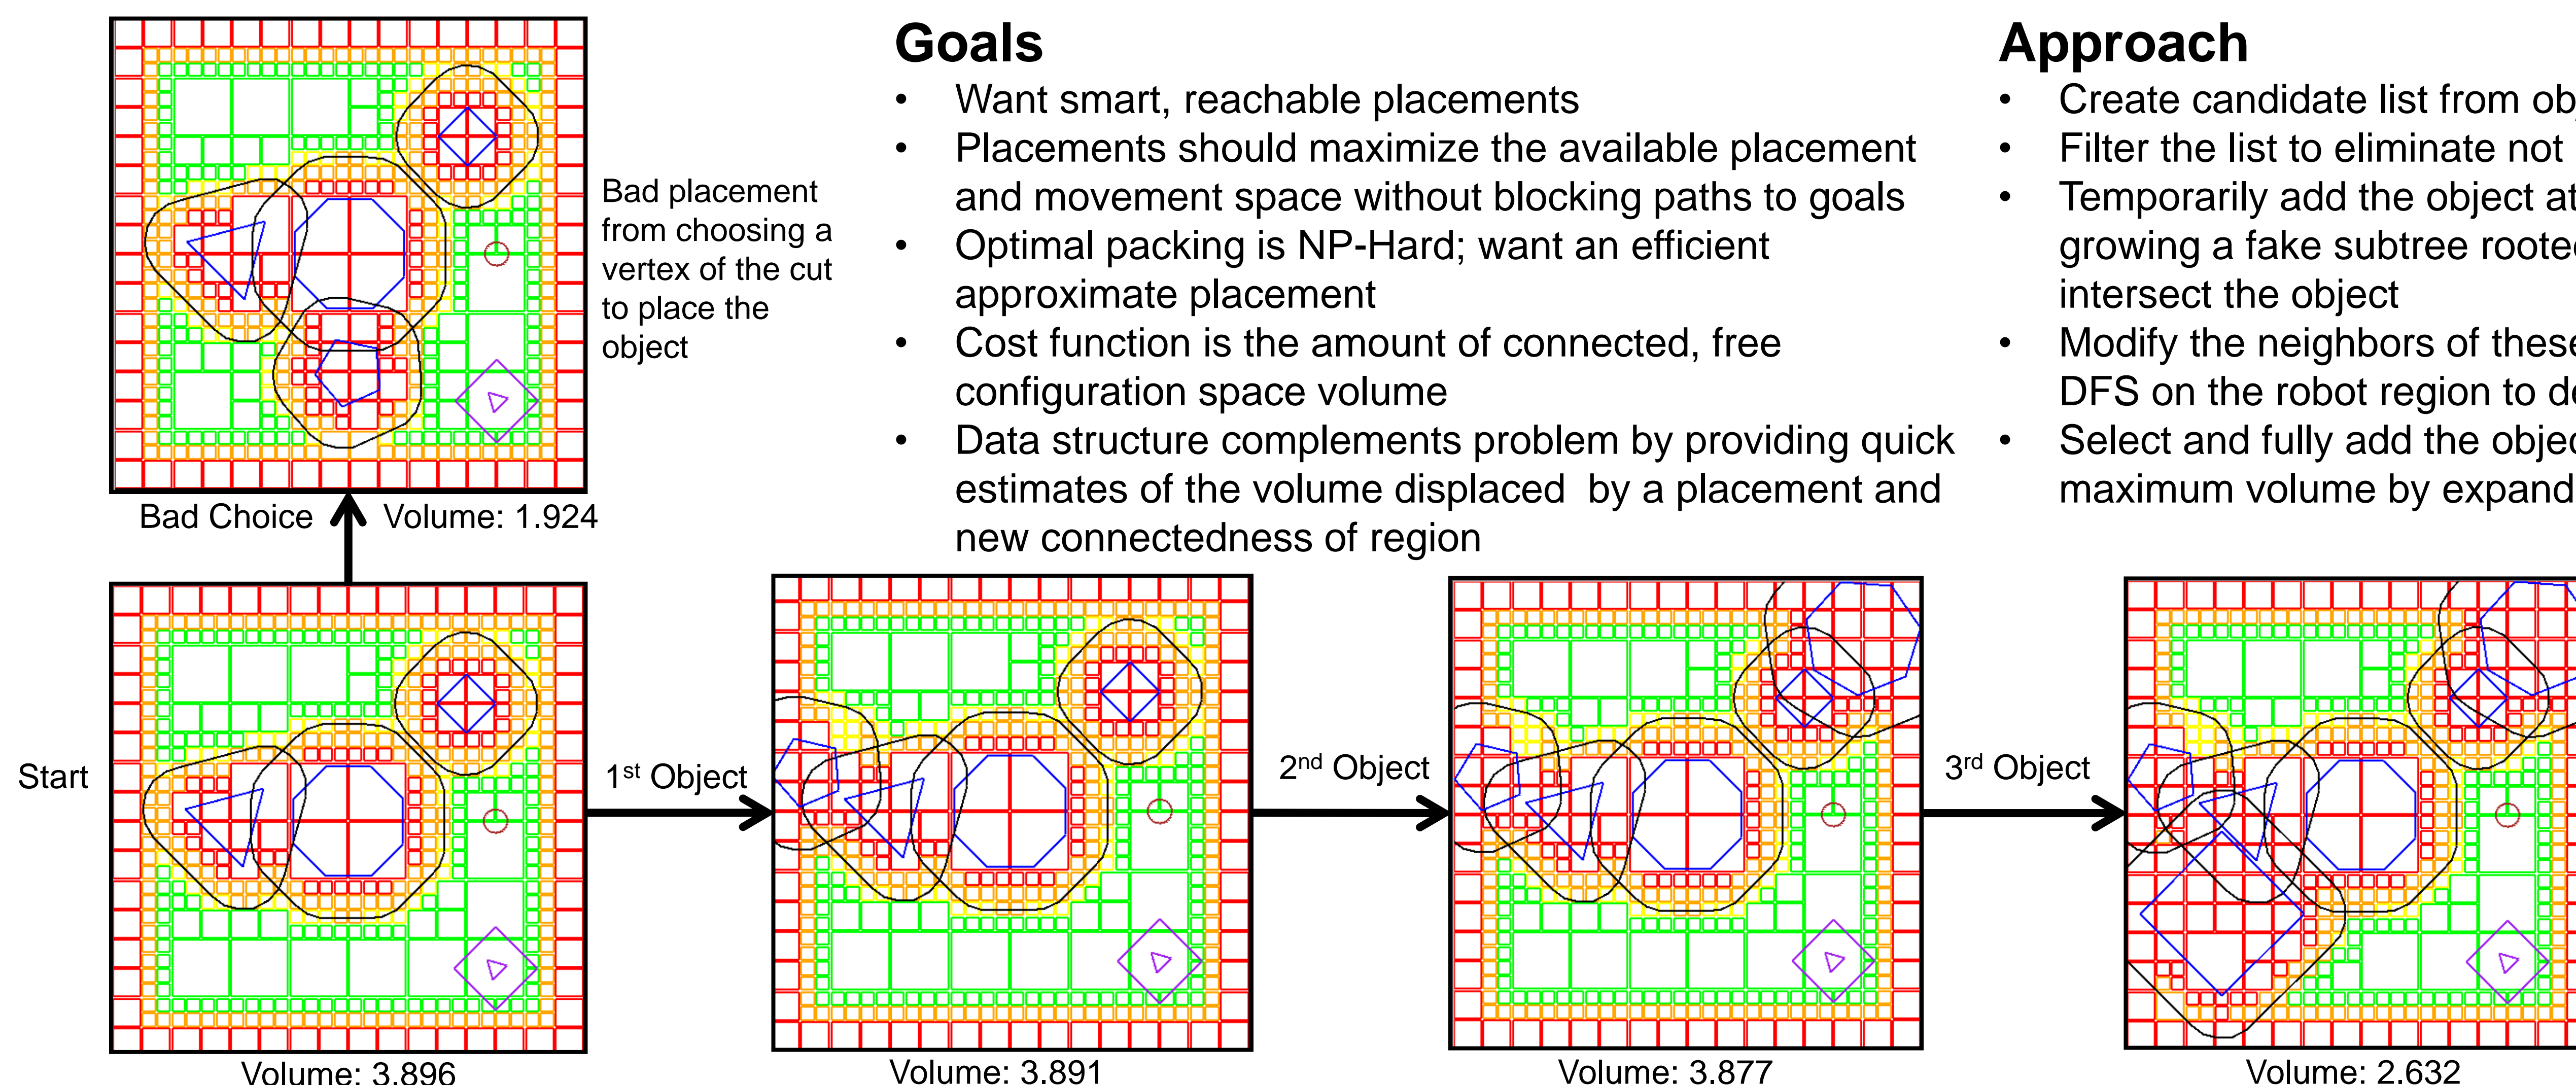 Goals
• Want smart, reachable placements
• Placements should maximize the available placement
and movement space without blocking paths to goals
• Optimal packing is NP-Hard; want an efficient
approximate placement
• Cost function is the amount of connected, free
configuration space volume
• Data structure complements problem by providing quick
estimates of the volume displaced by a placement and
new connectedness of region
Approach
• Create candidate list from ob
• Filter the list to eliminate not
• Temporarily add the object at
growing a fake subtree roote
intersect the object
• Modify the neighbors of these
DFS on the robot region to de
• Select and fully add the objec
maximum volume by expand
Bad placement
from choosing a
vertex of the cut
to place the
object
Bad Choice Volume: 1.924
Start
1st Object
2nd Object
3rd Object
Volume: 3.896
Volume: 3.891
Volume: 3.877
Volume: 2.632